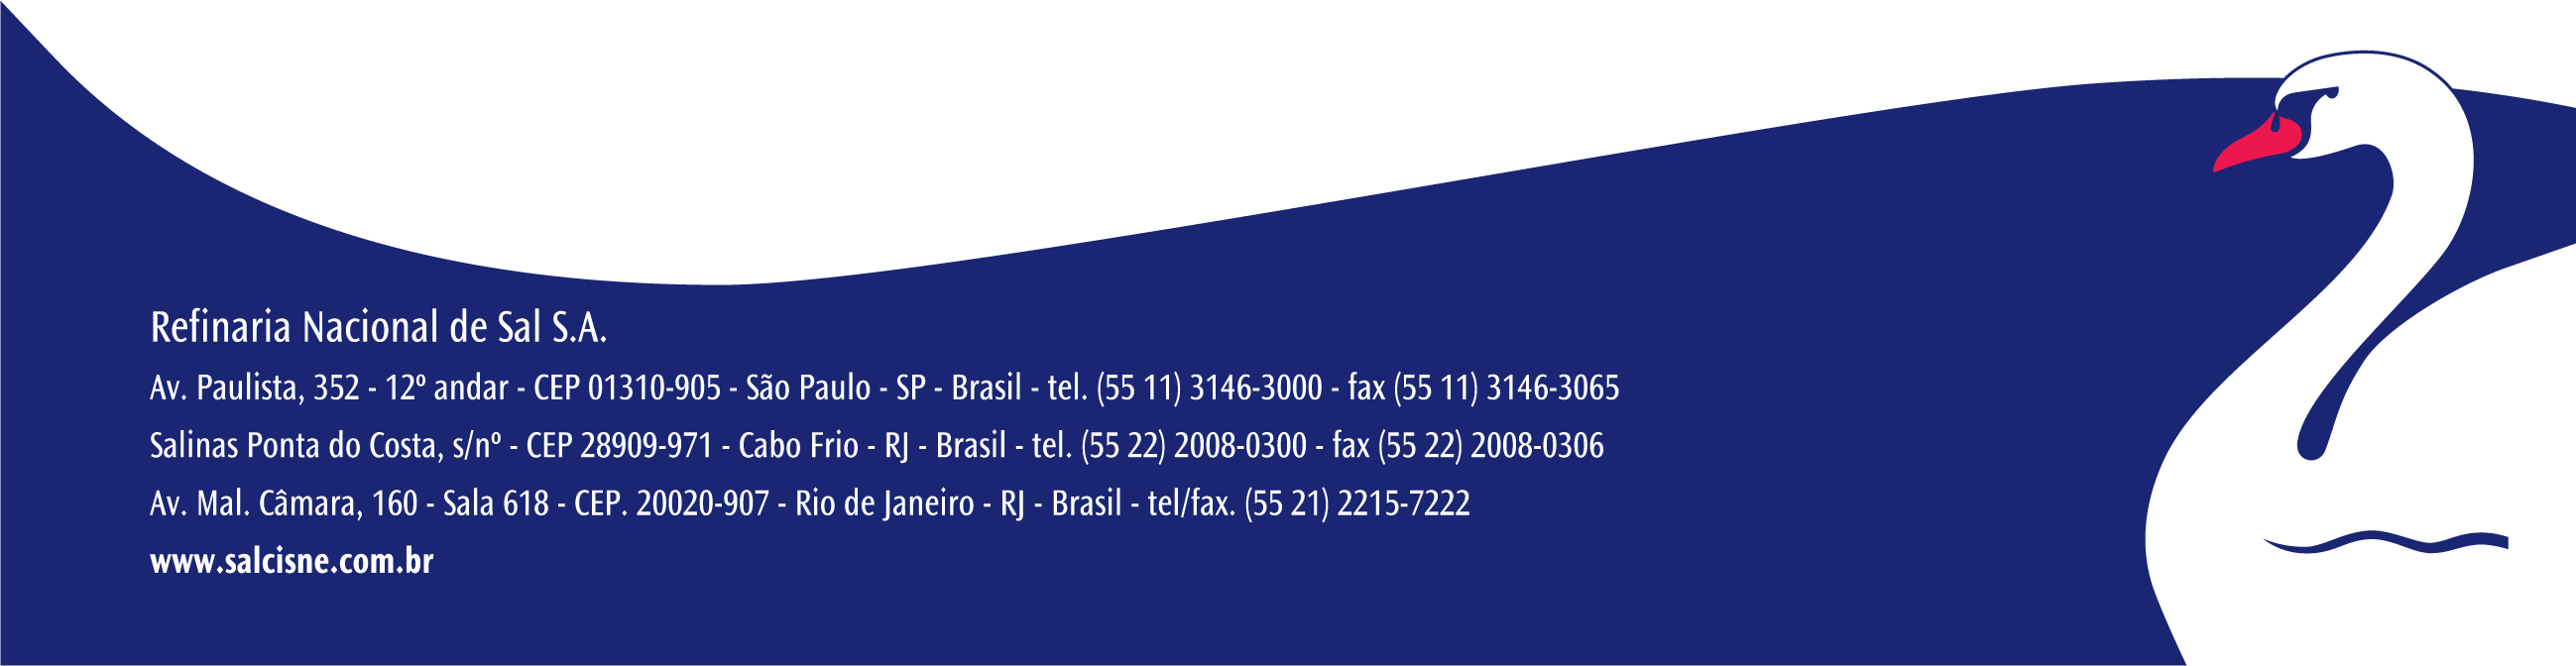 Refinaria Nacional de Sal S.A.
Av. Paulista, 352 - 12º andar - CEP 01310-905 - São Paulo - SP - Brasil - tel. (55 11) 3146-3000 - fax (55 11) 3146-3065
Salinas Ponta do Costa, s/nº - CEP 28909-971 - Cabo Frio - RJ - Brasil - tel. (55 22) 2008-0300 - fax (55 22) 2008-0306
Av. Mal. Câmara, 160 - Sala 618 - CEP. 20020-907 - Rio de Janeiro - RJ - Brasil - tel/fax. (55 21) 2215-7222
www.salcisne.com.br